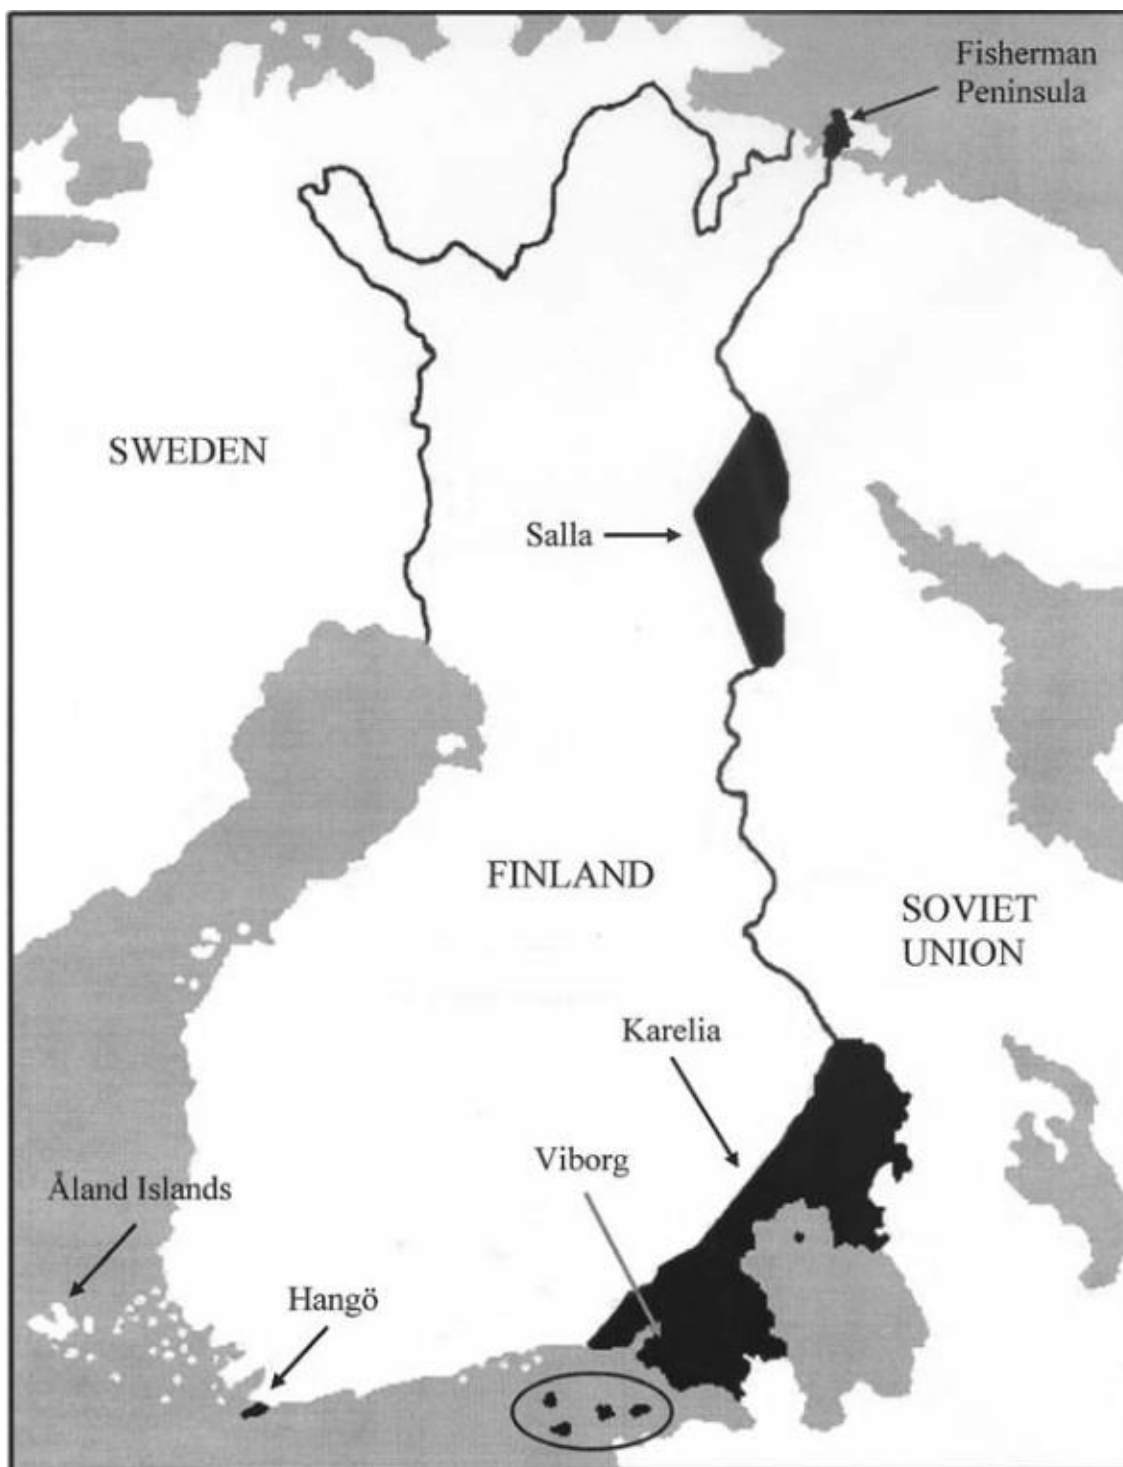 Fisherman
Peninsula
SWEDEN
Salla
FINLAND
SOVIET
UNION
Karelia
Viborg
Åland Islands
Hangö